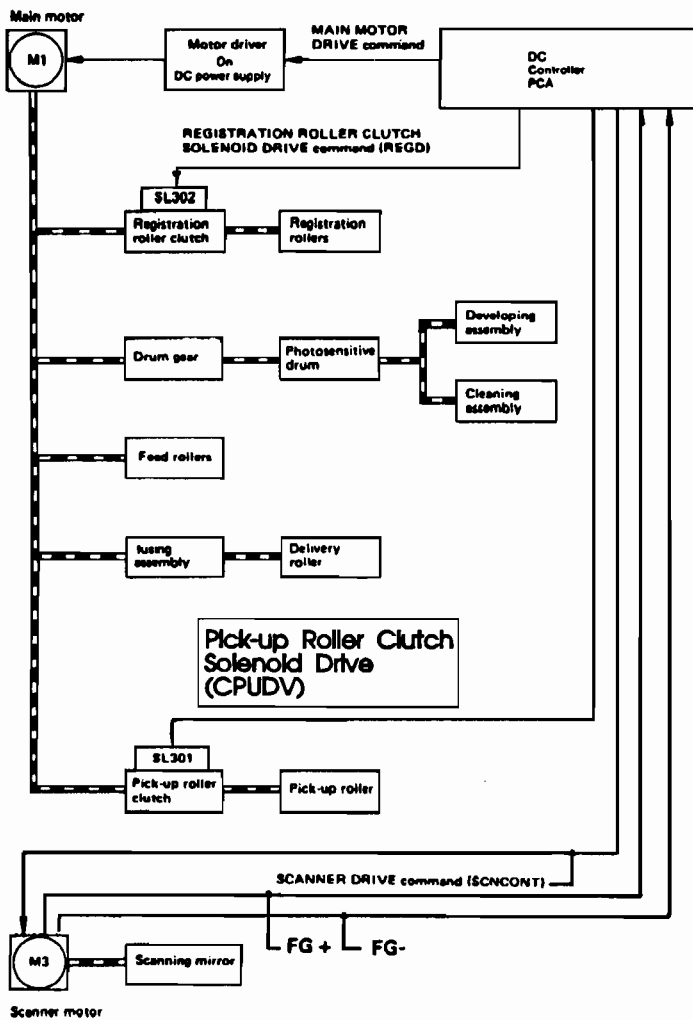 Main motor
M1
Motor driver
On
DC power supply
MAIN MOTOR
DRIVE command
DC
Controller
PCA
REGISTRATION ROLLER CLUTCH
SOLENOID DRIVE command (REGD)
SL302
Registration
roller clutch
Registration
rollers
Drum gear
Photosensitive
drum
Developing
assembly
Cleaning
assembly
Feed rollers
fusing
assembly
Delivery
roller
Pick-up Roller Clutch
Solenoid Drive
(CPUDV)
SL301
Pick-up roller
clutch
Pick-up roller
SCANNER DRIVE command (SCNCONT)
FG +
FG-
M3
Scanning mirror
Scanner motor